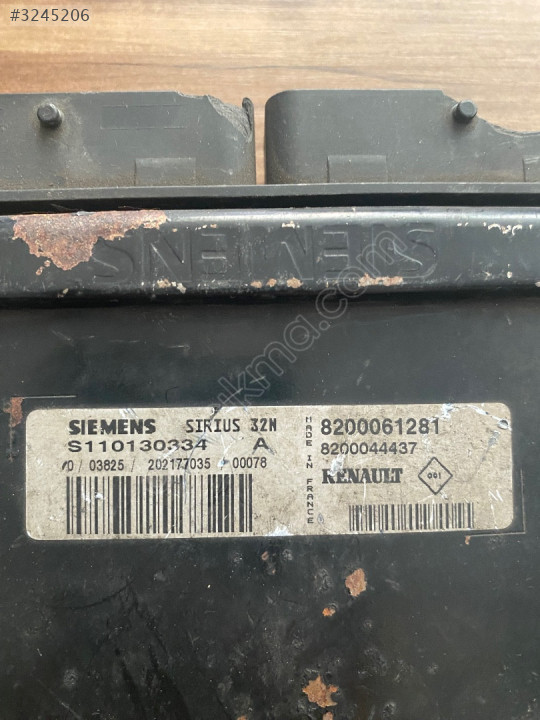 #3245206
SIEMENS
SIEMENS SIRIUS 32N
S110130334 A
/ 03825 / 202177035 00078
MADE IN FRANCE
8200061281
8200044437
RENAULT
001